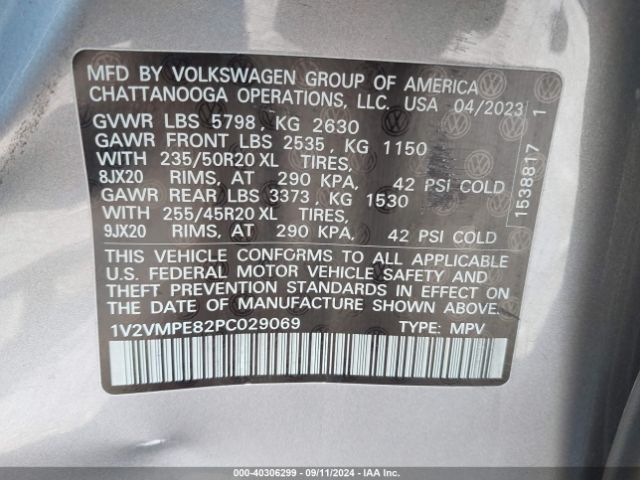 MFD BY VOLKSWAGEN GROUP OF AMERICA
CHATTANOOGA OPERATIONS, LLC. USA 04/2023
GVWR LBS 5798, KG 2630
GAWR FRONT LBS 2535, KG 1150
WITH 235/50R20 XL TIRES,
8JX20 RIMS, AT 290 KPA, 42 PSI COLD
GAWR REAR LBS 3373, KG 1530
WITH 255/45R20 XL TIRES,
9JX20 RIMS, AT 290 KPA, 42 PSI COLD
THIS VEHICLE CONFORMS TO ALL APPLICABLE
U.S. FEDERAL MOTOR VEHICLE SAFETY AND
THEFT PREVENTION STANDARDS IN EFFECT ON
THE DATE OF MANUFACTURE SHOWN ABOVE.
1V2VMPE82PC029069 TYPE: MPV
1538817 1
000-40306299 - 09/11/2024 - IAA Inc.